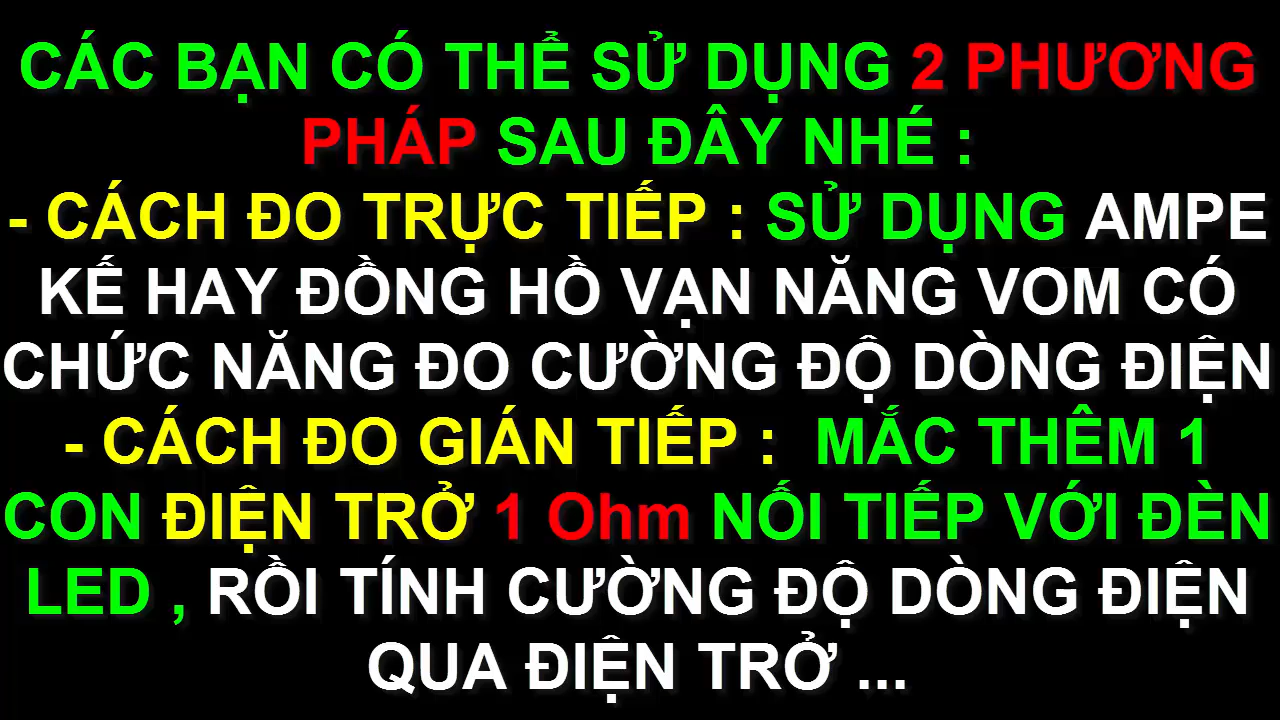 CÁC BẠN CÓ THỂ SỬ DỤNG 2 PHƯƠNG
PHÁP SAU ĐÂY NHÉ :
- CÁCH ĐO TRỰC TIẾP : SỬ DỤNG AMPE
KẾ HAY ĐỒNG HỒ VẠN NĂNG VOM CÓ
CHỨC NĂNG ĐO CƯỜNG ĐỘ DÒNG ĐIỆN
- CÁCH ĐO GIÁN TIẾP : MẮC THÊM 1
CON ĐIỆN TRỞ 1 Ohm NỐI TIẾP VỚI ĐÈN
LED , RỒI TÍNH CƯỜNG ĐỘ DÒNG ĐIỆN
QUA ĐIỆN TRỞ ...